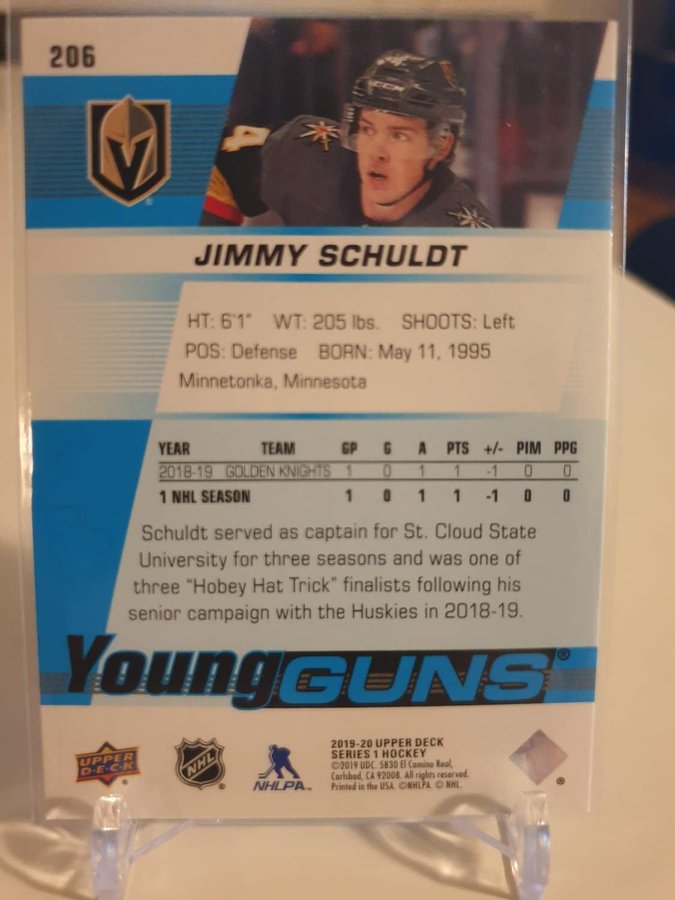 206
JIMMY SCHULDT
HT: 6'1" WT: 205 lbs. SHOOTS: Left
POS: Defense BORN: May 11, 1995
Minnetonka, Minnesota
YEAR TEAM GP G A PTS +/- PIM PPG
2018-19 GOLDEN KNIGHTS 1 0 1 1 -1 0 0
1 NHL SEASON 1 0 1 1 -1 0 0
Schuldt served as captain for St. Cloud State
University for three seasons and was one of
three "Hobey Hat Trick" finalists following his
senior campaign with the Huskies in 2018-19.
Young GUNS®
UPPER DECK® NHL® NHLPA™
2019-20 UPPER DECK
SERIES 1 HOCKEY
©2019 UDC. 5830 El Camino Real,
Carlsbad, CA 92008. All rights reserved.
Printed in the USA. ©NHLPA. © NHL.
®